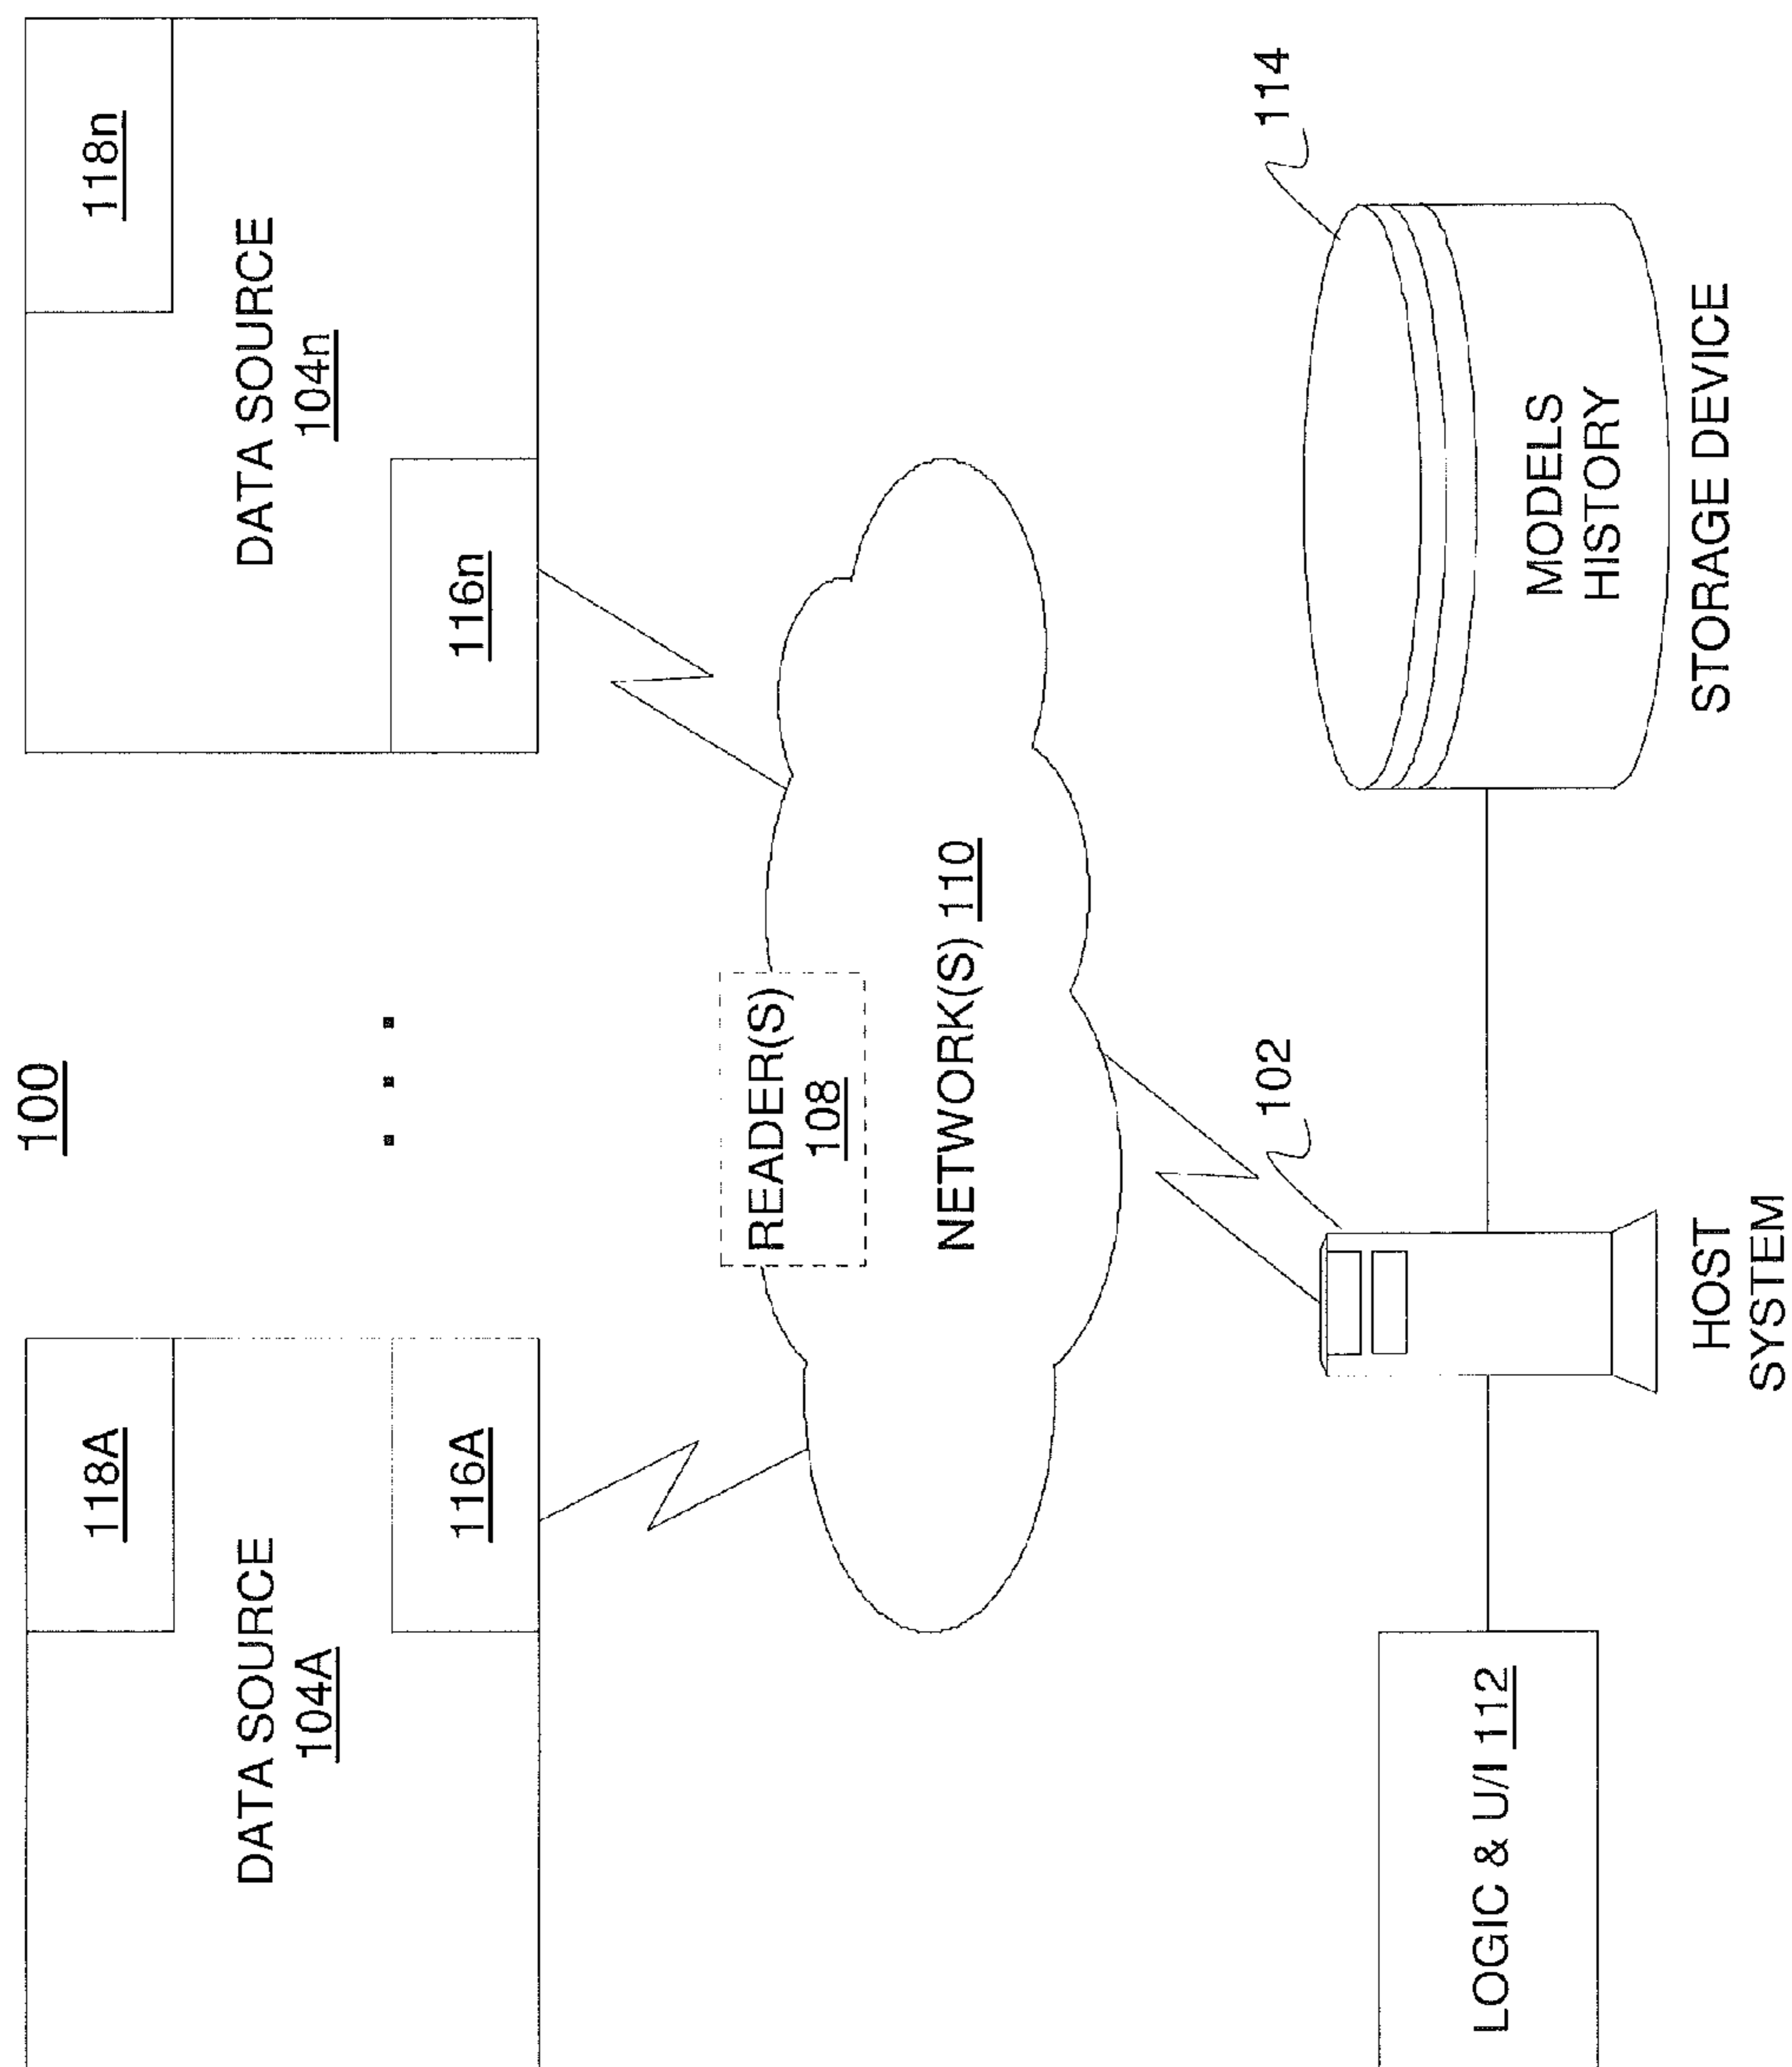 100
118A
DATA SOURCE
104A
116A
118n
DATA SOURCE
104n
116n
READER(S)
108
NETWORK(S) 110
102
114
LOGIC & U/I 112
MODELS
HISTORY
HOST
SYSTEM
STORAGE DEVICE